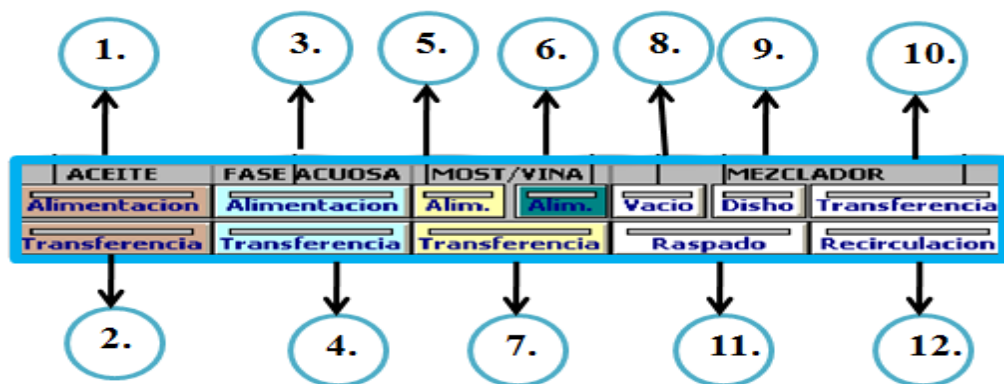 1. 3. 5. 6. 8. 9. 10.
ACEITE FASE ACUOSA MOST/VINA MEZCLADOR
Alimentacion Alimentacion Alim. Alim. Vacio Disho Transferencia
Transferencia Transferencia Transferencia Raspado Recirculacion
2. 4. 7. 11. 12.